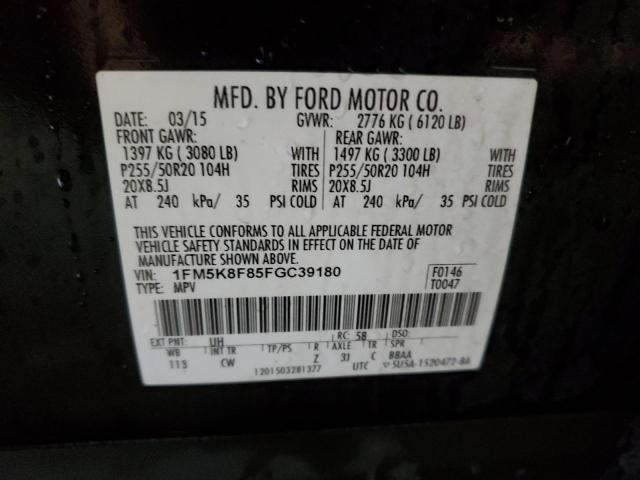 MFD. BY FORD MOTOR CO.
DATE: 03/15 GVWR: 2776 KG ( 6120 LB)
FRONT GAWR: REAR GAWR:
1397 KG ( 3080 LB) WITH 1497 KG ( 3300 LB) WITH
P255/50R20 104H TIRES P255/50R20 104H TIRES
20X8.5J RIMS 20X8.5J RIMS
AT 240 kPa/ 35 PSI COLD AT 240 kPa/ 35 PSI COLD
THIS VEHICLE CONFORMS TO ALL APPLICABLE FEDERAL MOTOR
VEHICLE SAFETY STANDARDS IN EFFECT ON THE DATE OF
MANUFACTURE SHOWN ABOVE.
VIN: 1FM5K8F85FGC39180 F0146
TYPE: MPV T0047
EXT PNT: UH RC: 58 DSO:
WB INT TR TP/PS R AXLE TR SPR
113 CW Z 3J C BBAA
1201503281377 UTC 5U5A-1520472-BA